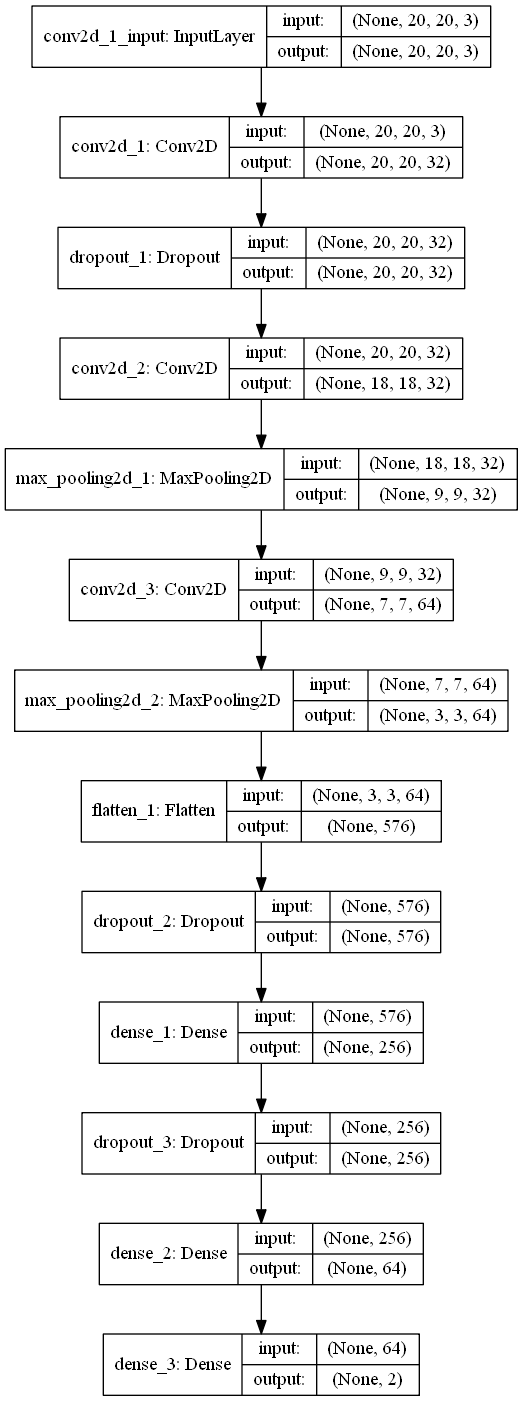 conv2d_1_input: InputLayer
input: (None, 20, 20, 3)
output: (None, 20, 20, 3)
conv2d_1: Conv2D
input: (None, 20, 20, 3)
output: (None, 20, 20, 32)
dropout_1: Dropout
input: (None, 20, 20, 32)
output: (None, 20, 20, 32)
conv2d_2: Conv2D
input: (None, 20, 20, 32)
output: (None, 18, 18, 32)
max_pooling2d_1: MaxPooling2D
input: (None, 18, 18, 32)
output: (None, 9, 9, 32)
conv2d_3: Conv2D
input: (None, 9, 9, 32)
output: (None, 7, 7, 64)
max_pooling2d_2: MaxPooling2D
input: (None, 7, 7, 64)
output: (None, 3, 3, 64)
flatten_1: Flatten
input: (None, 3, 3, 64)
output: (None, 576)
dropout_2: Dropout
input: (None, 576)
output: (None, 576)
dense_1: Dense
input: (None, 576)
output: (None, 256)
dropout_3: Dropout
input: (None, 256)
output: (None, 256)
dense_2: Dense
input: (None, 256)
output: (None, 64)
dense_3: Dense
input: (None, 64)
output: (None, 2)